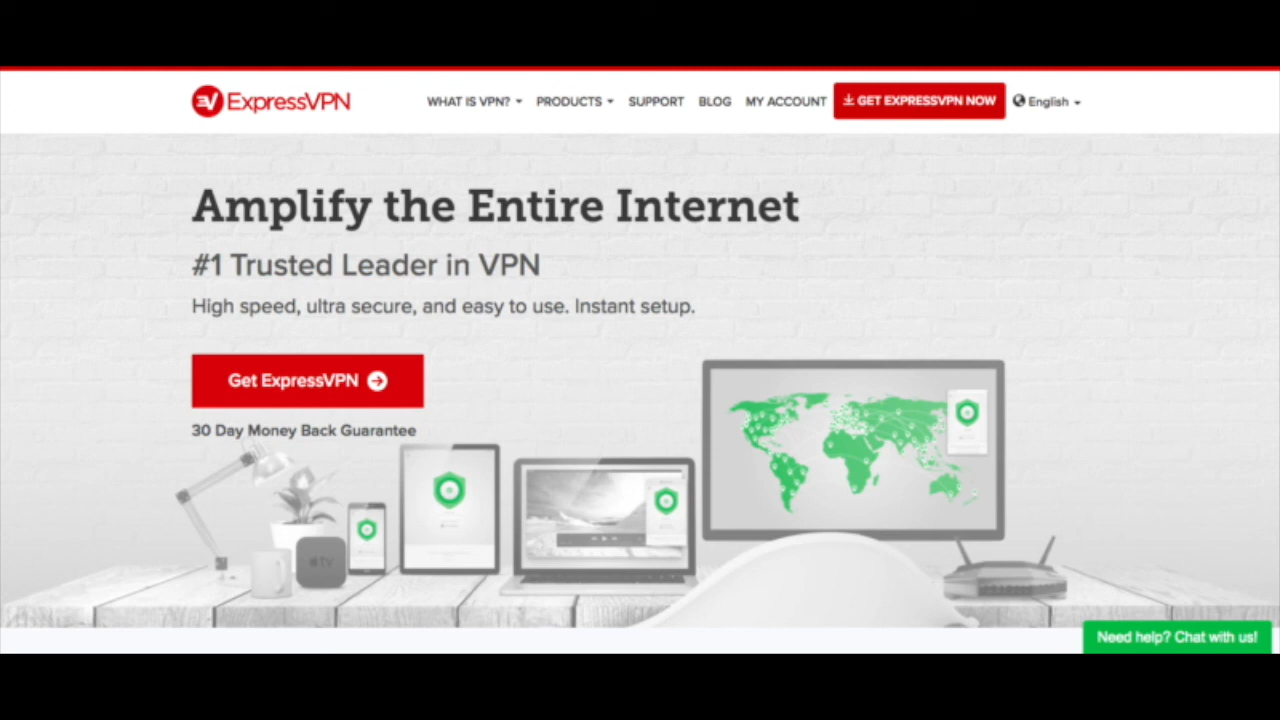 ExpressVPN
WHAT IS VPN? PRODUCTS SUPPORT BLOG MY ACCOUNT GET EXPRESSVPN NOW English
Amplify the Entire Internet
#1 Trusted Leader in VPN
High speed, ultra secure, and easy to use. Instant setup.
Get ExpressVPN
30 Day Money Back Guarantee
tv
Need help? Chat with us!